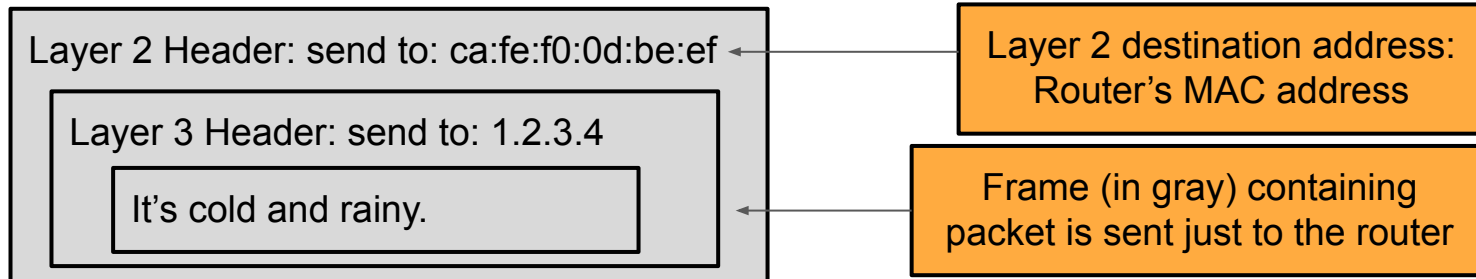 Layer 2 Header: send to: ca:fe:f0:0d:be:ef
Layer 3 Header: send to: 1.2.3.4
It's cold and rainy.
Layer 2 destination address:
Router's MAC address
Frame (in gray) containing
packet is sent just to the router